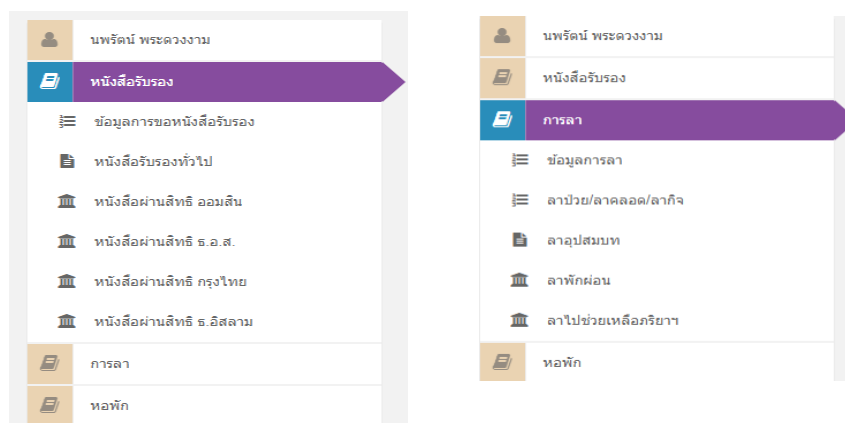 นพรัตน์ พระดวงงาม
หนังสือรับรอง
ข้อมูลการขอหนังสือรับรอง
หนังสือรับรองทั่วไป
หนังสือผ่านสิทธิ ออมสิน
หนังสือผ่านสิทธิ ธ.อ.ส.
หนังสือผ่านสิทธิ กรุงไทย
หนังสือผ่านสิทธิ ธ.อิสลาม
การลา
หอพัก
นพรัตน์ พระดวงงาม
หนังสือรับรอง
การลา
ข้อมูลการลา
ลาป่วย/ลาคลอด/ลากิจ
ลาอุปสมบท
ลาพักผ่อน
ลาไปช่วยเหลือภริยาฯ
หอพัก